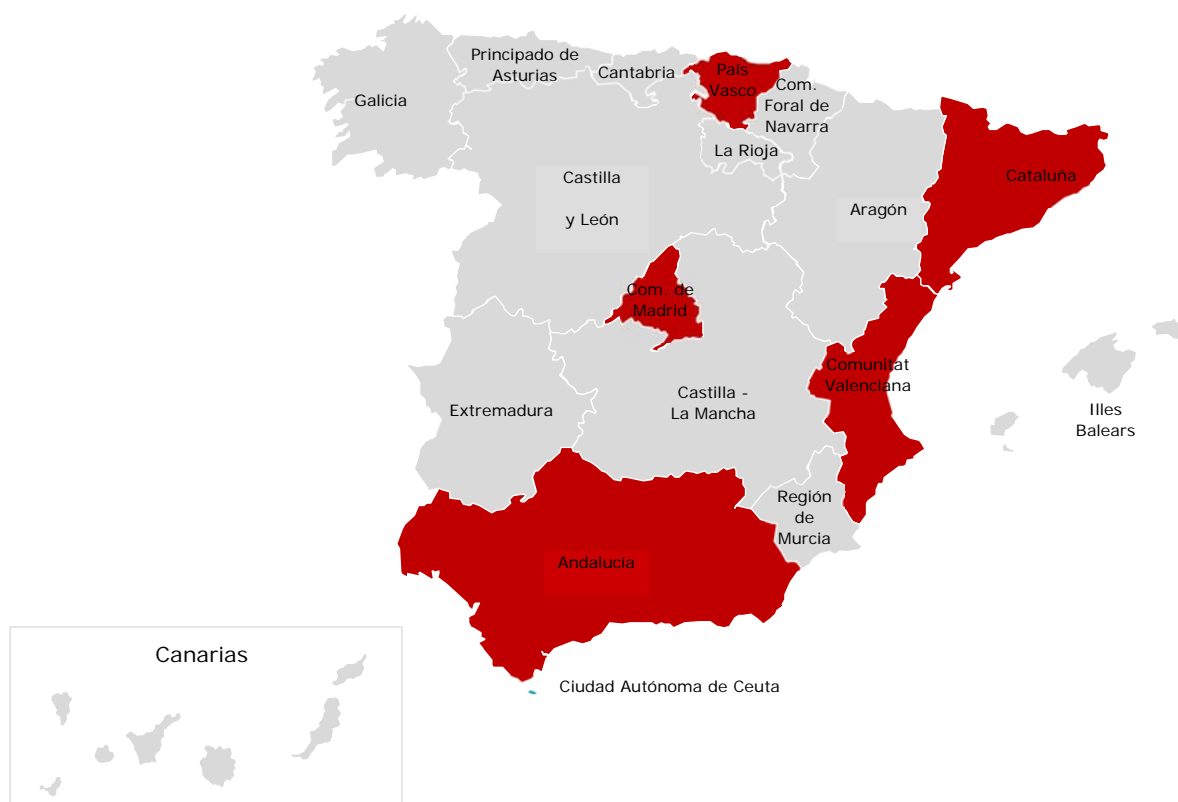 Principado de
Asturias
Cantabria
País
Vasco
Com.
Foral de
Navarra
Galicia
La Rioja
Castilla
y León
Cataluña
Aragón
Com. de
Madrid
Comunitat
Valenciana
Extremadura
Castilla -
La Mancha
Illes
Balears
Región
de
Murcia
Andalucía
Canarias
Ciudad Autónoma de Ceuta